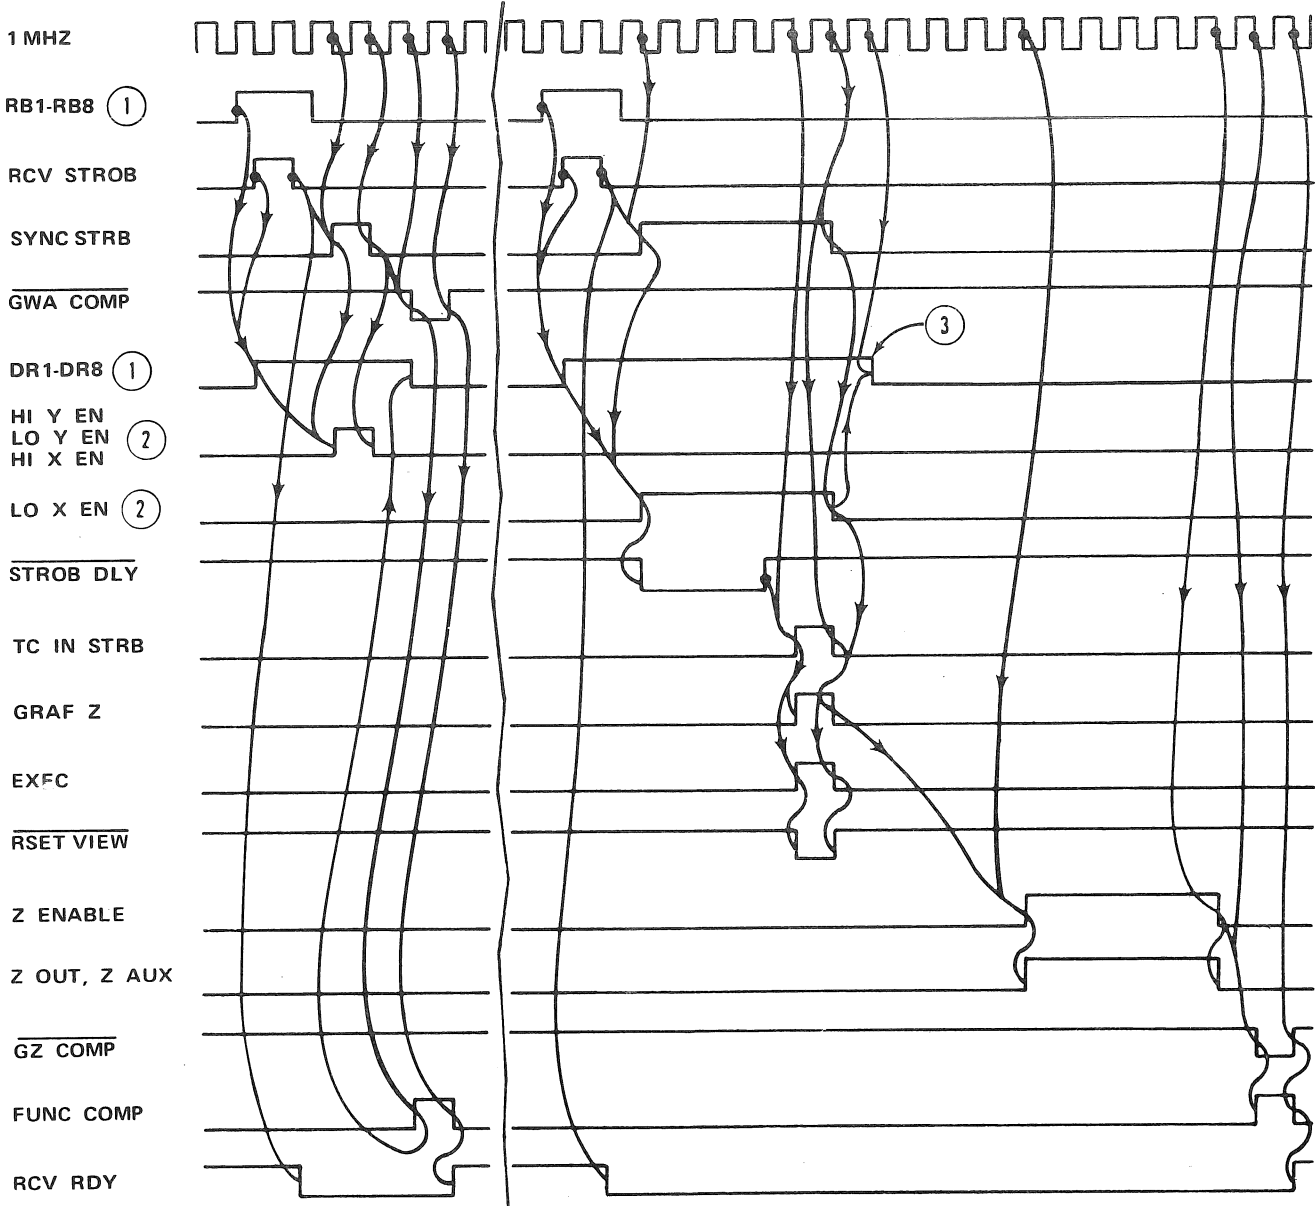 1 MHZ
RB1-RB8 1
RCV STROB
SYNC STRB
GWA COMP
3
DR1-DR8 1
HI Y EN
LO Y EN 2
HI X EN
LO X EN 2
STROB DLY
TC IN STRB
GRAF Z
EXEC
RSET VIEW
Z ENABLE
Z OUT, Z AUX
GZ COMP
FUNC COMP
RCV RDY